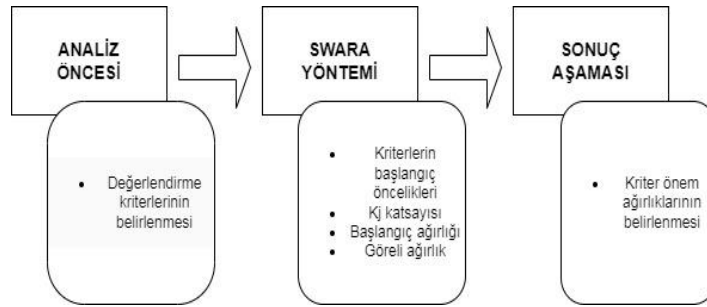 ANALİZ
ÖNCESİ
SWARA
YÖNTEMİ
SONUÇ
AŞAMASI
• Değerlendirme
kriterlerinin
belirlenmesi
• Kriterlerin
başlangıç
öncelikleri
• Kj katsayısı
• Başlangıç ağırlığı
• Göreli ağırlık
• Kriter önem
ağırlıklarının
belirlenmesi